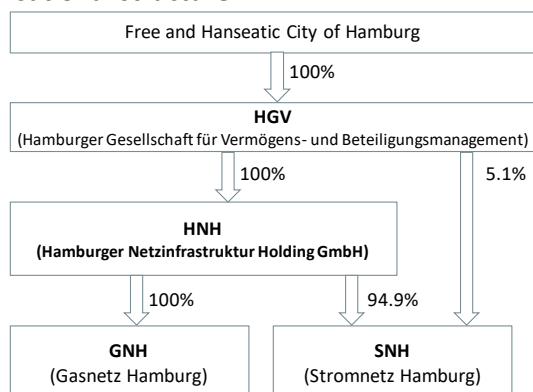 Free and Hanseatic City of Hamburg
100%
HGV
(Hamburger Gesellschaft für Vermögens- und Beteiligungsmanagement)
100%
5.1%
HNH
(Hamburger Netzinfrastruktur Holding GmbH)
100%
94.9%
GNH
(Gasnetz Hamburg)
SNH
(Stromnetz Hamburg)